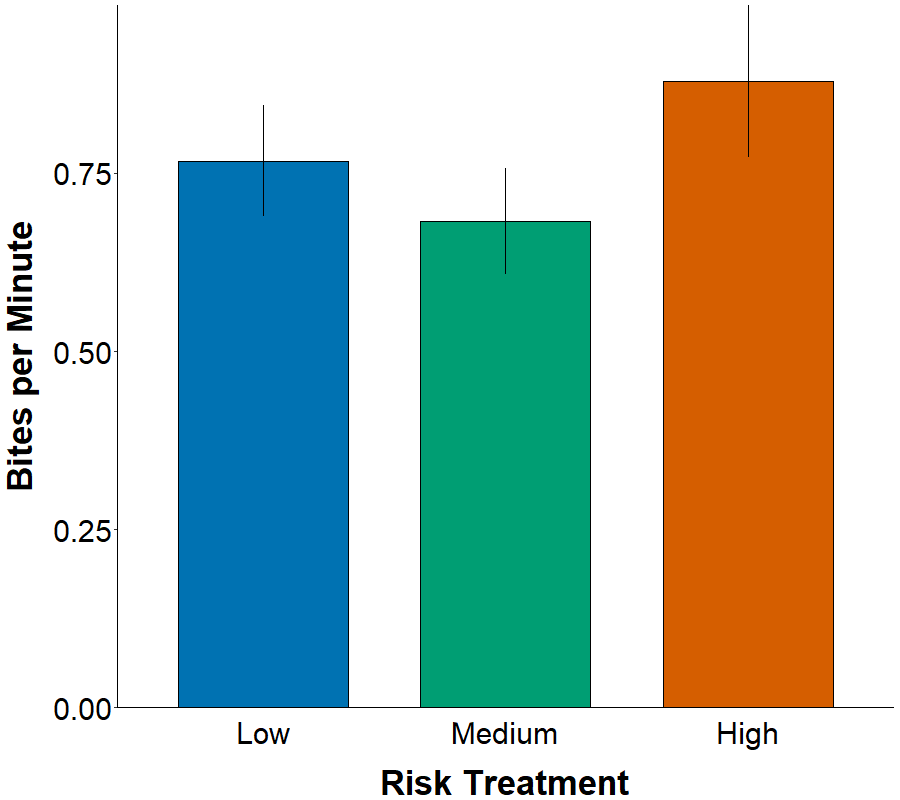 Bites per Minute
0.75
0.50
0.25
0.00
Low Medium High
Risk Treatment